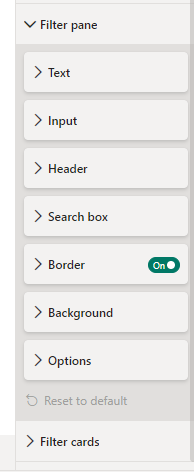 Filter pane
Text
Input
Header
Search box
Border On
Background
Options
Reset to default
Filter cards